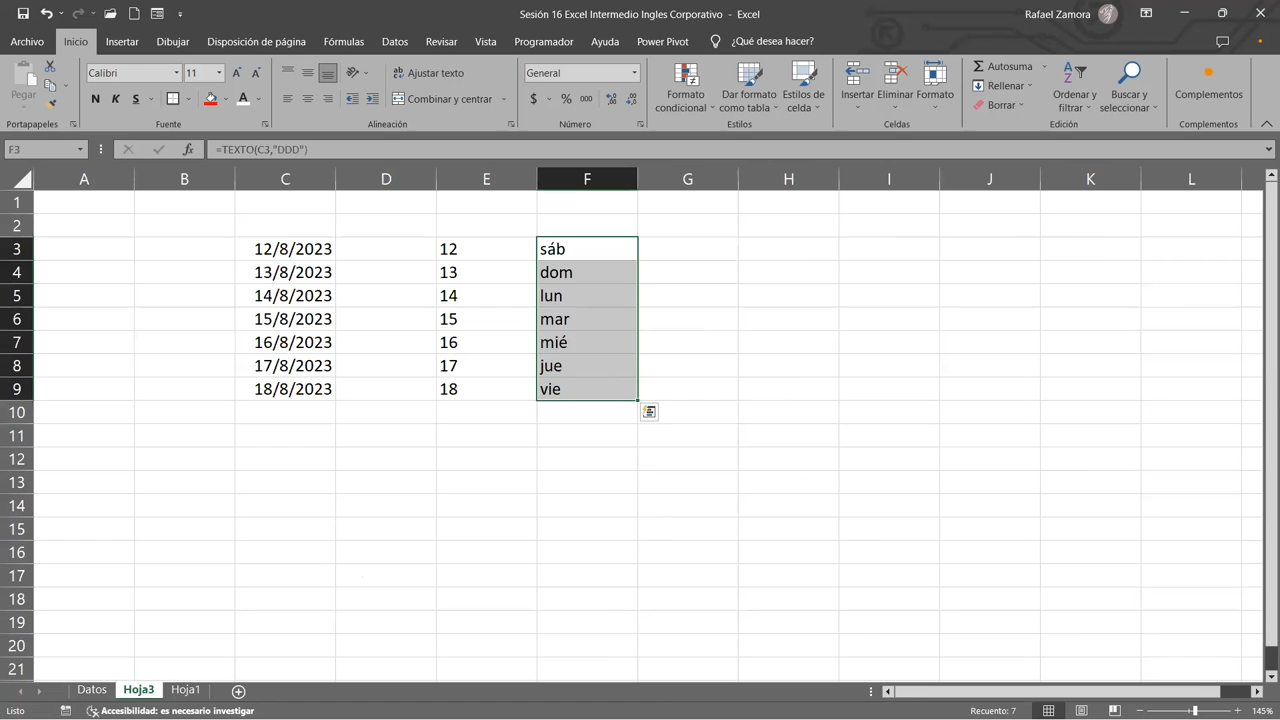 Sesión 16 Excel Intermedio Ingles Corporativo - Excel
Rafael Zamora
Archivo Inicio Insertar Dibujar Disposición de página Fórmulas Datos Revisar Vista Programador Ayuda Power Pivot ¿Qué desea hacer?
Pegar
Calibri 11
N K S
A
ab Ajustar texto
Combinar y centrar
General
$ % 000
Formato condicional
Dar formato como tabla
Estilos de celda
Insertar Eliminar Formato
Autosuma
Rellenar
Borrar
Ordenar y filtrar
Buscar y seleccionar
Complementos
Portapapeles Fuente Alineación Número Estilos Celdas Edición Complementos
F3 fx =TEXTO(C3,"DDD")
A B C D E F G H I J K L
1
2
3 12/8/2023 12 sáb
4 13/8/2023 13 dom
5 14/8/2023 14 lun
6 15/8/2023 15 mar
7 16/8/2023 16 mié
8 17/8/2023 17 jue
9 18/8/2023 18 vie
10
11
12
13
14
15
16
17
18
19
20
21
Datos Hoja3 Hoja1
Listo Accesibilidad: es necesario investigar Recuento: 7 145%